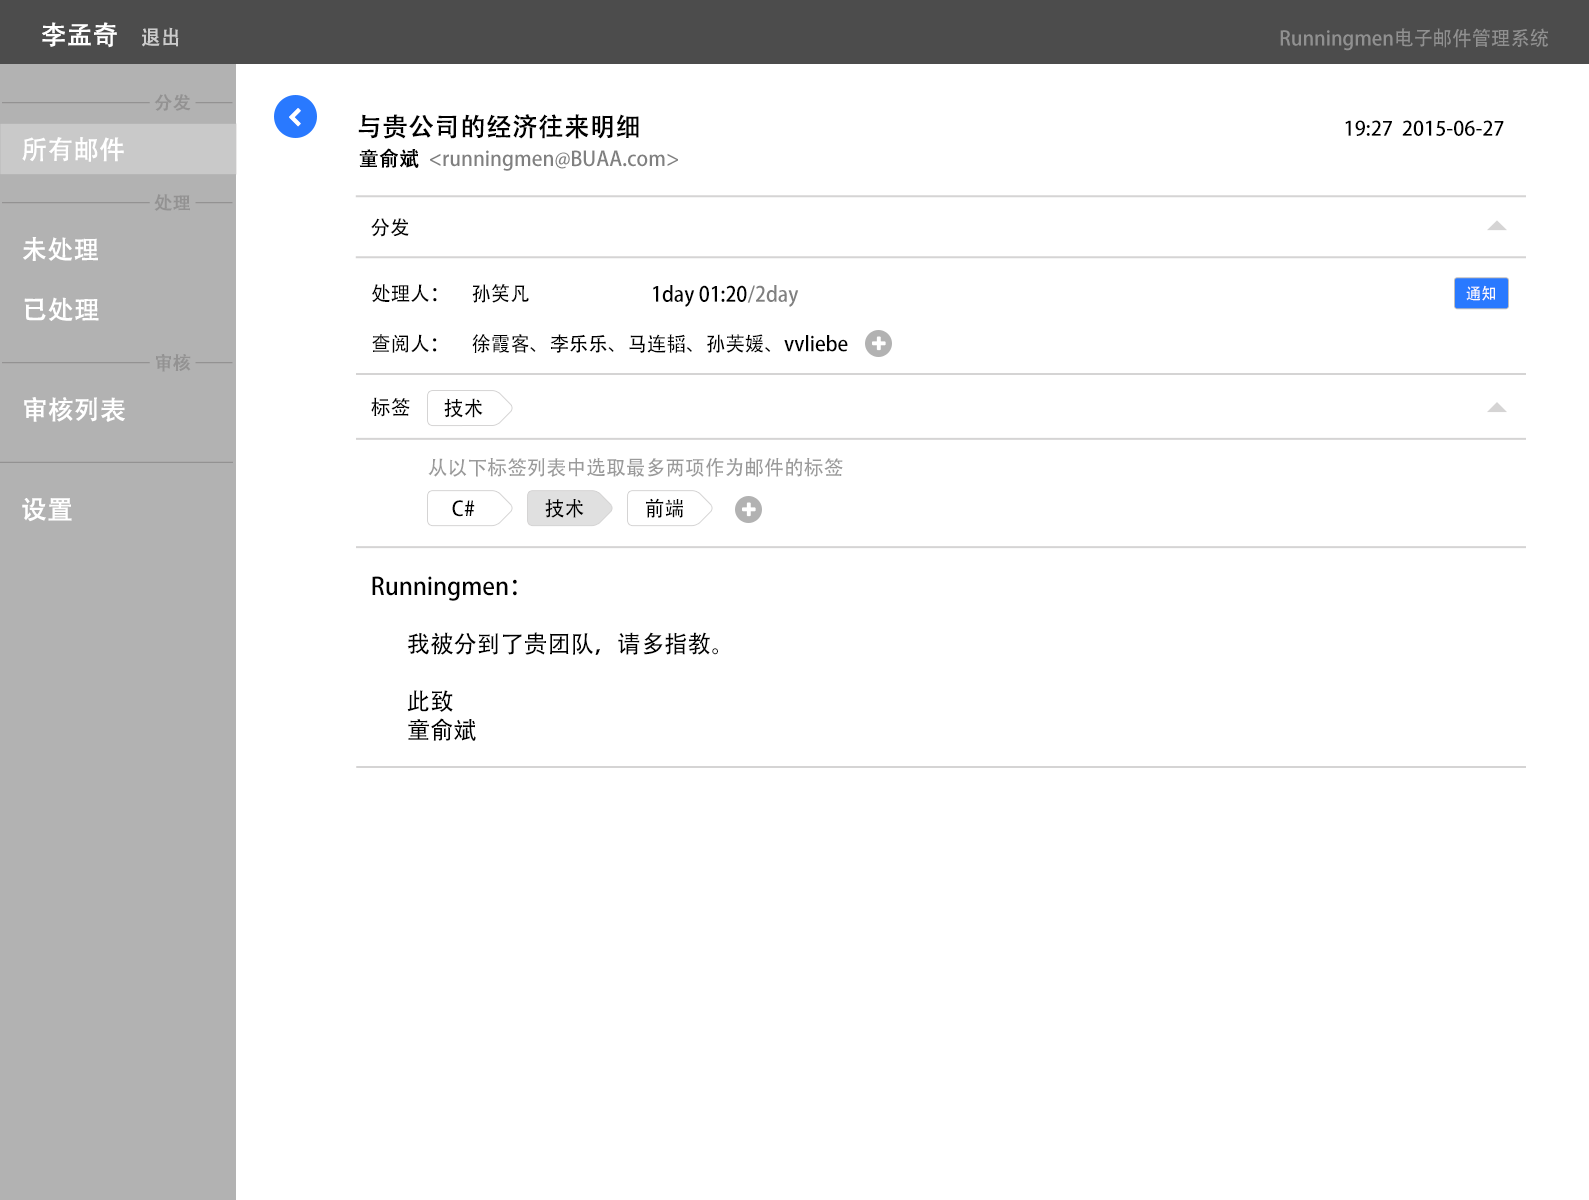 李孟奇 退出
Runningmen电子邮件管理系统
分发
所有邮件
处理
未处理
已处理
审核
审核列表
设置
与贵公司的经济往来明细
19:27 2015-06-27
童俞斌 <runningmen@BUAA.com>
分发
处理人： 孙笑凡 1day 01:20/2day 通知
查阅人： 徐霞客、李乐乐、马连韬、孙芙媛、vvliebe
标签 技术
从以下标签列表中选取最多两项作为邮件的标签
C# 技术 前端
Runningmen：
我被分到了贵团队，请多指教。
此致
童俞斌